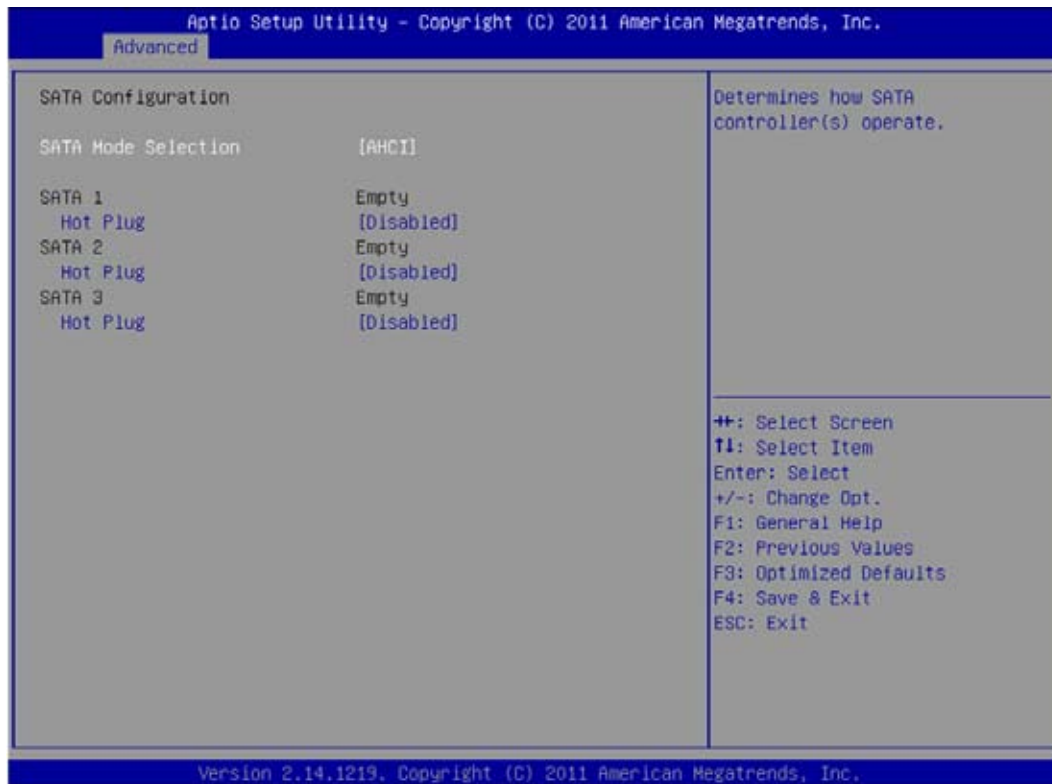 Aptio Setup Utility - Copyright (C) 2011 American Megatrends, Inc.
Advanced
SATA Configuration
SATA Mode Selection [AHCI]
SATA 1 Empty
Hot Plug [Disabled]
SATA 2 Empty
Hot Plug [Disabled]
SATA 3 Empty
Hot Plug [Disabled]
Determines how SATA
controller(s) operate.
→←: Select Screen
↑↓: Select Item
Enter: Select
+/-: Change Opt.
F1: General Help
F2: Previous Values
F3: Optimized Defaults
F4: Save & Exit
ESC: Exit
Version 2.14.1219. Copyright (C) 2011 American Megatrends, Inc.